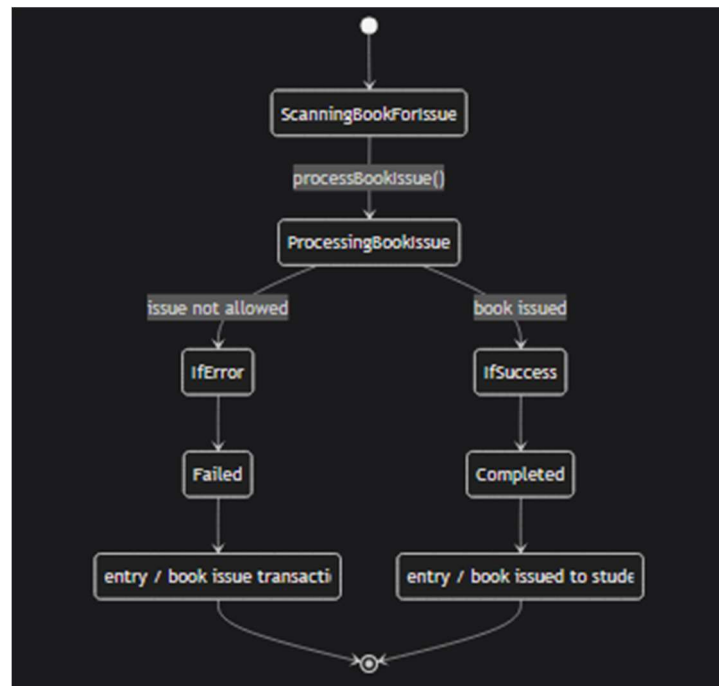 ScanningBookForIssue
processBookIssue()
ProcessingBookIssue
issue not allowed
book issued
IfError
IfSuccess
Failed
Completed
entry / book issue transacti
entry / book issued to stude